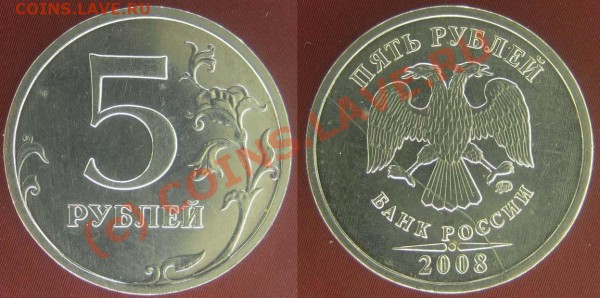 COINS.LAVE.RU
5
РУБЛЕЙ
ПЯТЬ РУБЛЕЙ
БАНК РОССИИ
2008
(c) COINS.LAVE.RU